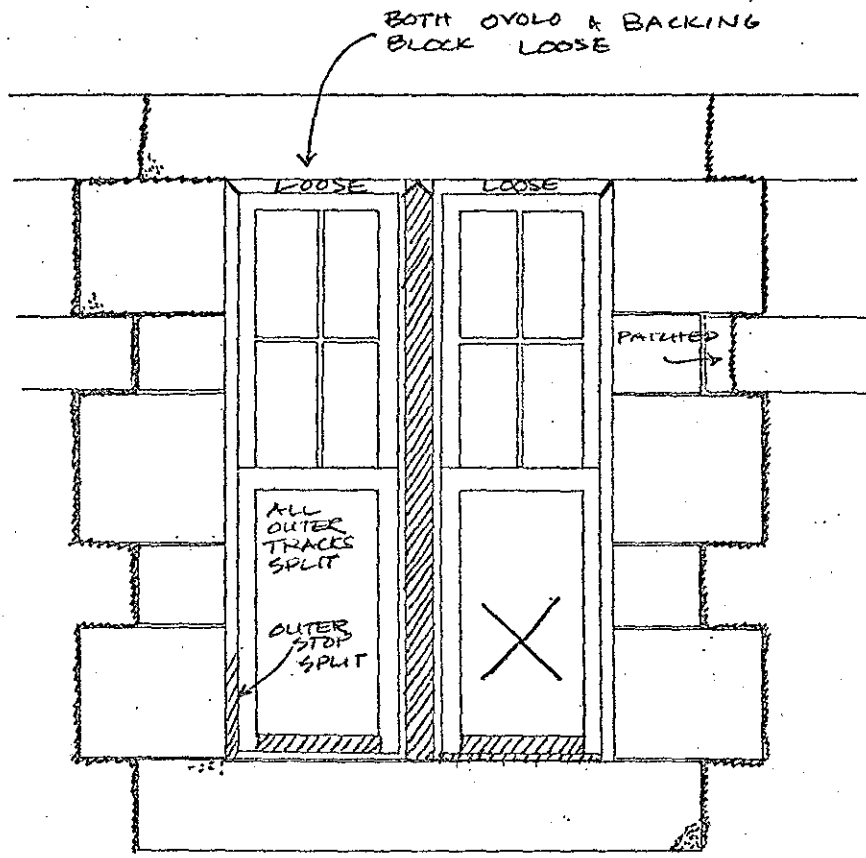 BOTH OVOLO & BACKING
BLOCK LOOSE
LOOSE
LOOSE
PATCHED
ALL
OUTER
TRACKS
SPLIT
OUTER
STOP
SPLIT